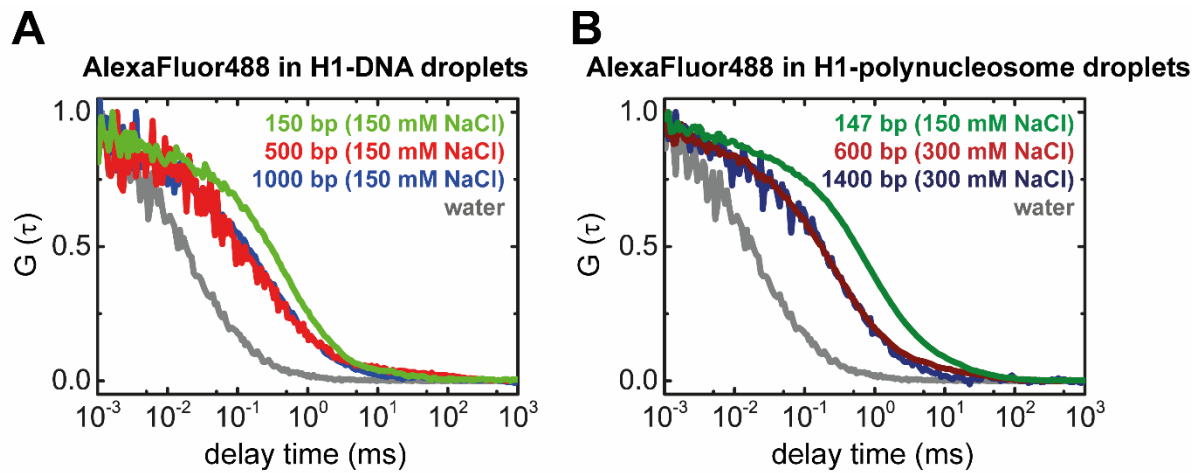 A
AlexaFluor488 in H1-DNA droplets
150 bp (150 mM NaCl)
500 bp (150 mM NaCl)
1000 bp (150 mM NaCl)
water
1.0
0.5
0.0
G (τ)
10⁻³ 10⁻² 10⁻¹ 10⁰ 10¹ 10² 10³
delay time (ms)
B
AlexaFluor488 in H1-polynucleosome droplets
147 bp (150 mM NaCl)
600 bp (300 mM NaCl)
1400 bp (300 mM NaCl)
water
1.0
0.5
0.0
G (τ)
10⁻³ 10⁻² 10⁻¹ 10⁰ 10¹ 10² 10³
delay time (ms)